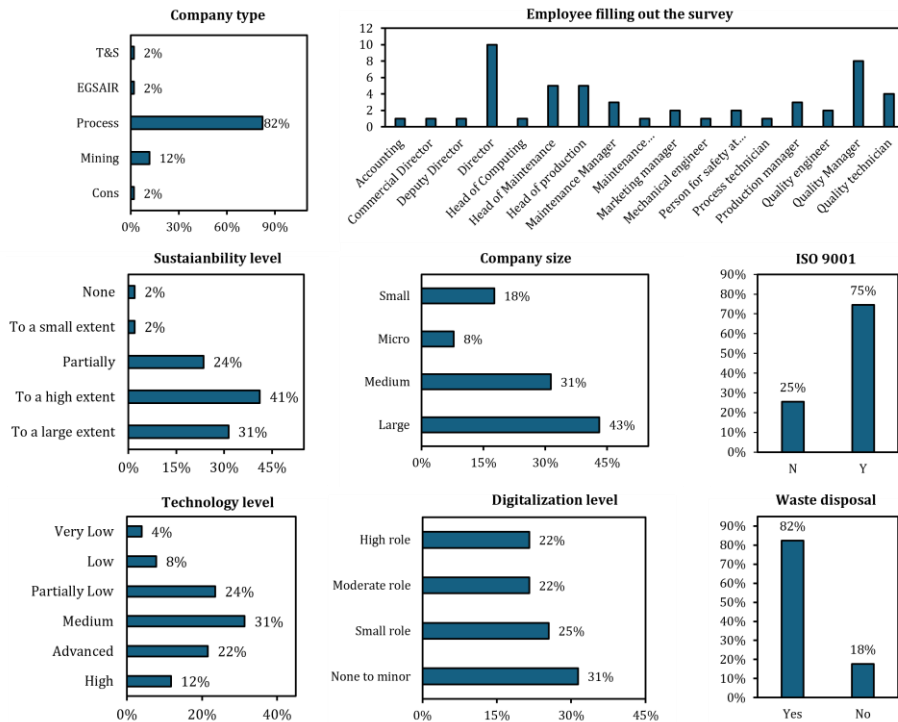 Company type
T&S
EGSAIR
Process
Mining
Cons
2%
2%
82%
12%
2%
0% 30% 60% 90%
Employee filling out the survey
12
10
8
6
4
2
0
Accounting
Commercial Director
Deputy Director
Director
Head of Computing
Head of Maintenance
Head of production
Maintenance Manager
Maintenance...
Marketing manager
Mechanical engineer
Person for safety at...
Process technician
Production manager
Quality engineer
Quality Manager
Quality technician
Sustaianbility level
None
To a small extent
Partially
To a high extent
To a large extent
2%
2%
24%
41%
31%
0% 15% 30% 45%
Company size
Small
Micro
Medium
Large
18%
8%
31%
43%
0% 15% 30% 45%
ISO 9001
90%
80%
70%
60%
50%
40%
30%
20%
10%
0%
25%
75%
N Y
Technology level
Very Low
Low
Partially Low
Medium
Advanced
High
4%
8%
24%
31%
22%
12%
0% 20% 40%
Digitalization level
High role
Moderate role
Small role
None to minor
22%
22%
25%
31%
0% 15% 30% 45%
Waste disposal
90%
80%
70%
60%
50%
40%
30%
20%
10%
0%
82%
18%
Yes No